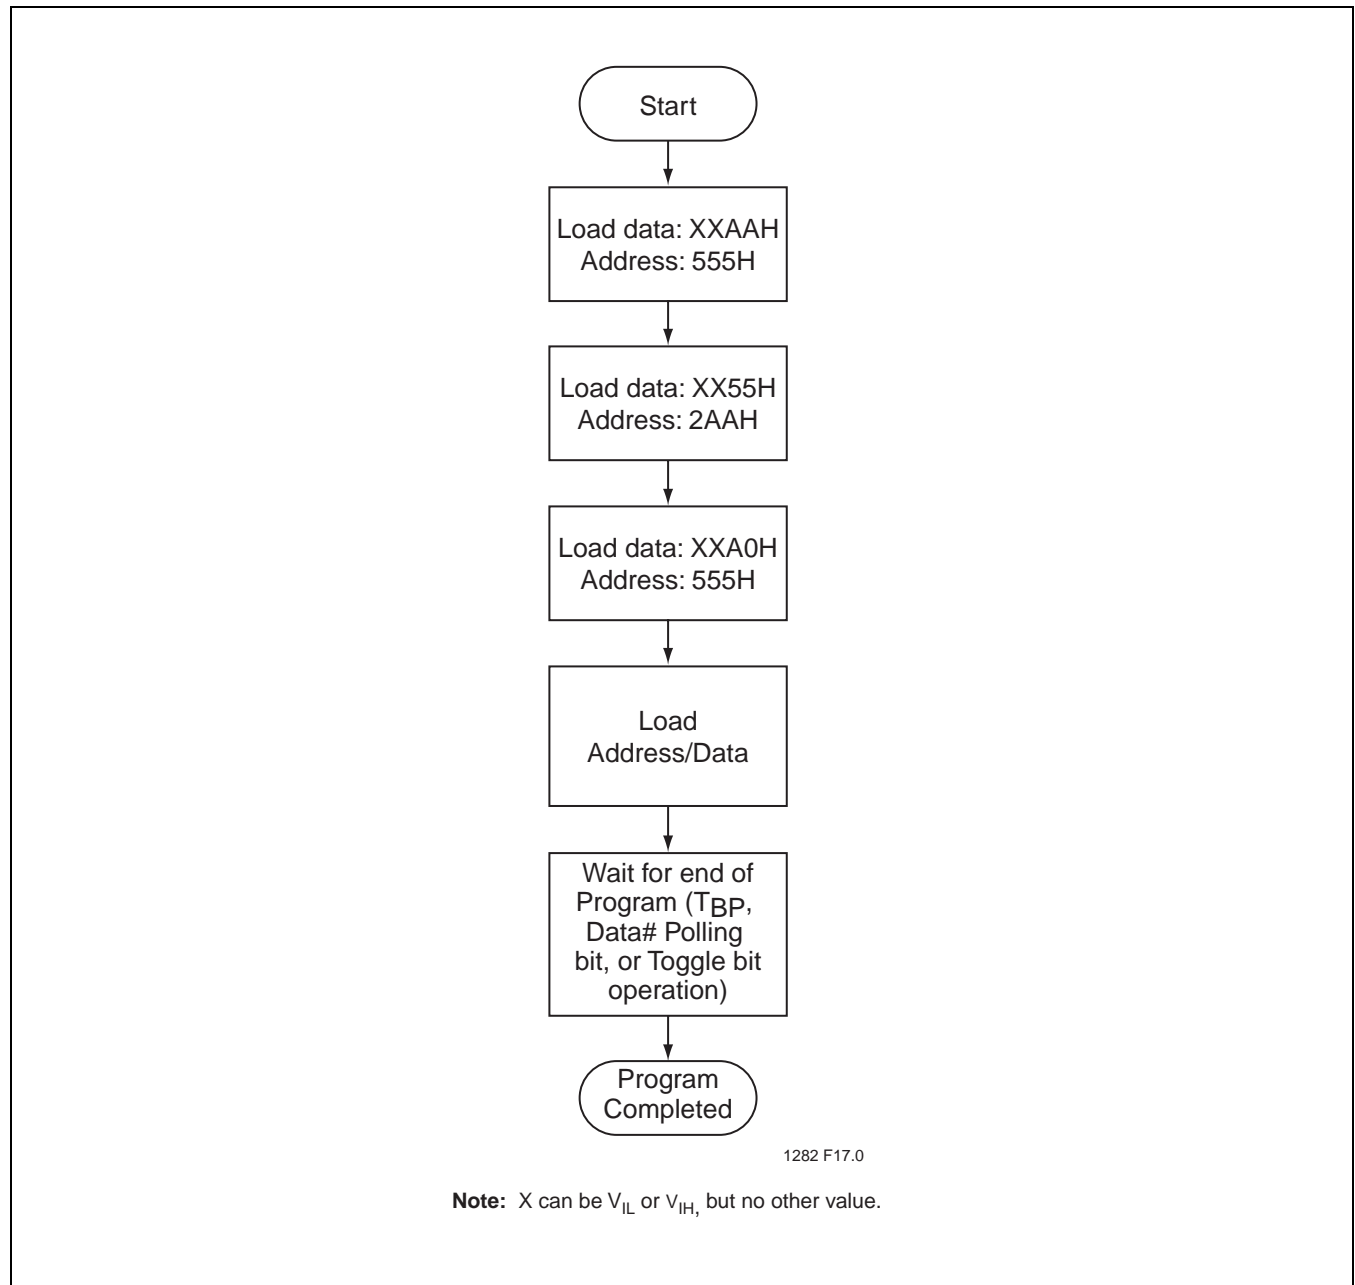 Start
Load data: XXAAH
Address: 555H
Load data: XX55H
Address: 2AAH
Load data: XXA0H
Address: 555H
Load
Address/Data
Wait for end of
Program (TBP,
Data# Polling
bit, or Toggle bit
operation)
Program
Completed
1282 F17.0
Note: X can be VIL or VIH, but no other value.